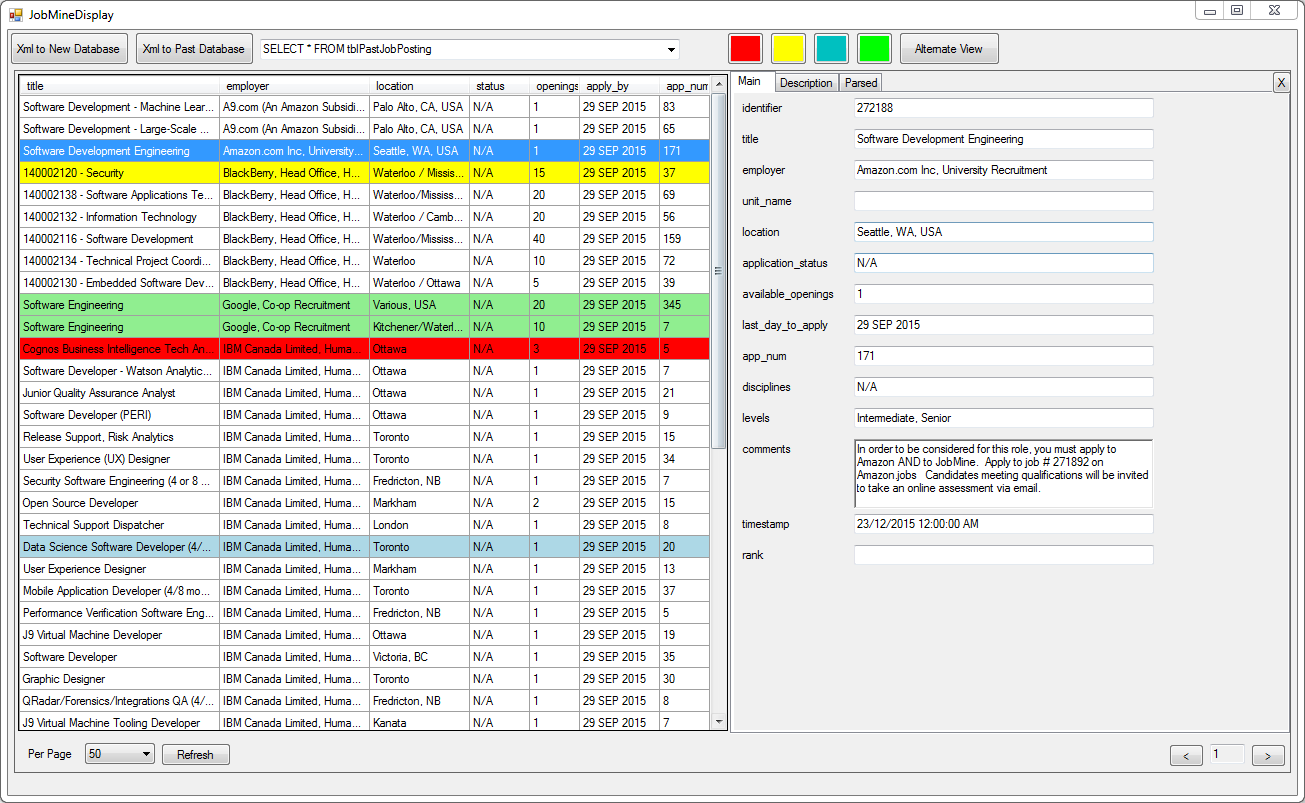 JobMineDisplay
Xml to New Database Xml to Past Database SELECT * FROM tblPastJobPosting Alternate View
title employer location status openings apply_by app_num
Software Development - Machine Lear... A9.com (An Amazon Subsidi... Palo Alto, CA, USA N/A 1 29 SEP 2015 83
Software Development - Large-Scale ... A9.com (An Amazon Subsidi... Palo Alto, CA, USA N/A 1 29 SEP 2015 65
Software Development Engineering Amazon.com Inc, University... Seattle, WA, USA N/A 1 29 SEP 2015 171
140002120 - Security BlackBerry, Head Office, H... Waterloo / Missis... N/A 15 29 SEP 2015 37
140002138 - Software Applications Te... BlackBerry, Head Office, H... Waterloo/Mississ... N/A 20 29 SEP 2015 69
140002132 - Information Technology BlackBerry, Head Office, H... Waterloo / Camb... N/A 20 29 SEP 2015 56
140002116 - Software Development BlackBerry, Head Office, H... Waterloo/Mississ... N/A 40 29 SEP 2015 159
140002134 - Technical Project Coordi... BlackBerry, Head Office, H... Waterloo N/A 10 29 SEP 2015 72
140002130 - Embedded Software Dev... BlackBerry, Head Office, H... Waterloo / Ottawa N/A 5 29 SEP 2015 39
Software Engineering Google, Co-op Recruitment Various, USA N/A 20 29 SEP 2015 345
Software Engineering Google, Co-op Recruitment Kitchener/Waterl... N/A 10 29 SEP 2015 7
Cognos Business Intelligence Tech An... IBM Canada Limited, Huma... Ottawa N/A 3 29 SEP 2015 5
Software Developer - Watson Analytic... IBM Canada Limited, Huma... Ottawa N/A 1 29 SEP 2015 7
Junior Quality Assurance Analyst IBM Canada Limited, Huma... Ottawa N/A 1 29 SEP 2015 21
Software Developer (PERI) IBM Canada Limited, Huma... Ottawa N/A 1 29 SEP 2015 9
Release Support, Risk Analytics IBM Canada Limited, Huma... Toronto N/A 1 29 SEP 2015 15
User Experience (UX) Designer IBM Canada Limited, Huma... Toronto N/A 1 29 SEP 2015 34
Security Software Engineering (4 or 8 ... IBM Canada Limited, Huma... Fredricton, NB N/A 1 29 SEP 2015 7
Open Source Developer IBM Canada Limited, Huma... Markham N/A 2 29 SEP 2015 15
Technical Support Dispatcher IBM Canada Limited, Huma... London N/A 1 29 SEP 2015 8
Data Science Software Developer (4/... IBM Canada Limited, Huma... Toronto N/A 1 29 SEP 2015 20
User Experience Designer IBM Canada Limited, Huma... Markham N/A 1 29 SEP 2015 13
Mobile Application Developer (4/8 mo... IBM Canada Limited, Huma... Toronto N/A 1 29 SEP 2015 37
Performance Verification Software Eng... IBM Canada Limited, Huma... Fredricton, NB N/A 1 29 SEP 2015 5
J9 Virtual Machine Developer IBM Canada Limited, Huma... Ottawa N/A 1 29 SEP 2015 19
Software Developer IBM Canada Limited, Huma... Victoria, BC N/A 1 29 SEP 2015 35
Graphic Designer IBM Canada Limited, Huma... Toronto N/A 1 29 SEP 2015 30
QRadar/Forensics/Integrations QA (4/... IBM Canada Limited, Huma... Fredricton, NB N/A 1 29 SEP 2015 8
J9 Virtual Machine Tooling Developer IBM Canada Limited, Huma... Kanata N/A 1 29 SEP 2015 7
Per Page 50 Refresh
Main Description Parsed X
identifier 272188
title Software Development Engineering
employer Amazon.com Inc, University Recruitment
unit_name
location Seattle, WA, USA
application_status N/A
available_openings 1
last_day_to_apply 29 SEP 2015
app_num 171
disciplines N/A
levels Intermediate, Senior
comments In order to be considered for this role, you must apply to
Amazon AND to JobMine. Apply to job # 271892 on
Amazon.jobs Candidates meeting qualifications will be invited
to take an online assessment via email.
timestamp 23/12/2015 12:00:00 AM
rank
< 1 >